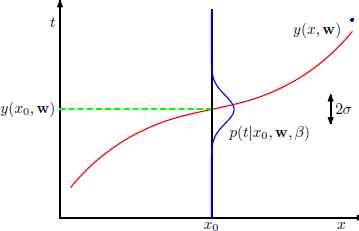 t
y(x, w)
y(x₀, w)
2σ
p(t|x₀, w, β)
x₀
x